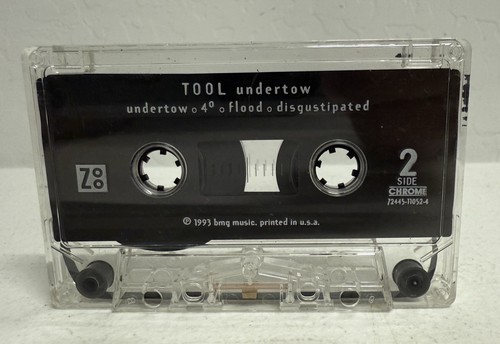 TOOL undertow
undertow o 4° o flood o disgustipated
ZOO
2
SIDE
CHROME
72445-11052-4
℗ 1993 bmg music. printed in u.s.a.